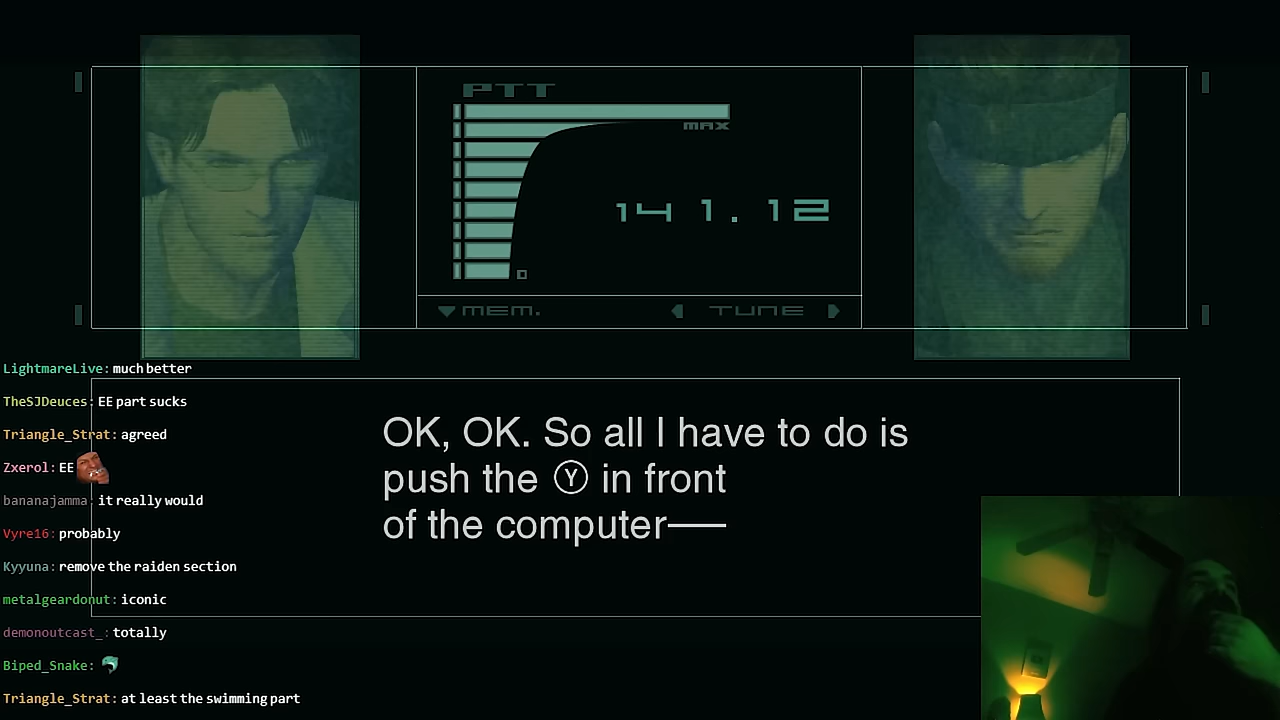 PTT
MAX
141.12
MEM.
TUNE
LightmareLive: much better
TheSJDeuces: EE part sucks
Triangle_Strat: agreed
Zxerol: EE
bananajamma: it really would
Vyre16: probably
Kyyuna: remove the raiden section
metalgeardonut: iconic
demonoutcast_: totally
Biped_Snake:
Triangle_Strat: at least the swimming part
OK, OK. So all I have to do is
push the Ⓨ in front
of the computer——